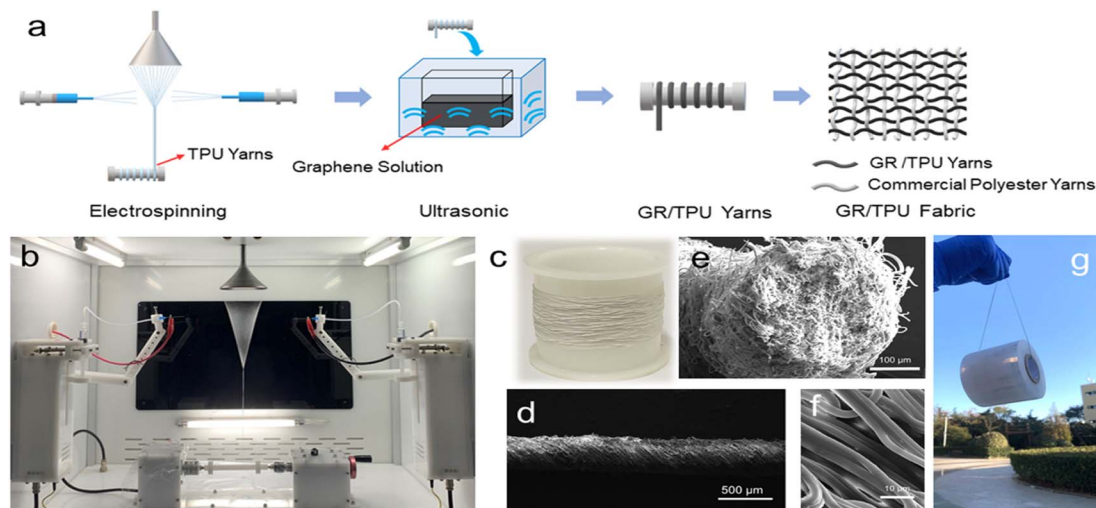 a
TPU Yarns
Graphene Solution
GR /TPU Yarns
Commercial Polyester Yarns
Electrospinning
Ultrasonic
GR/TPU Yarns
GR/TPU Fabric
b
c
d
500 μm
e
100 μm
f
10 μm
g